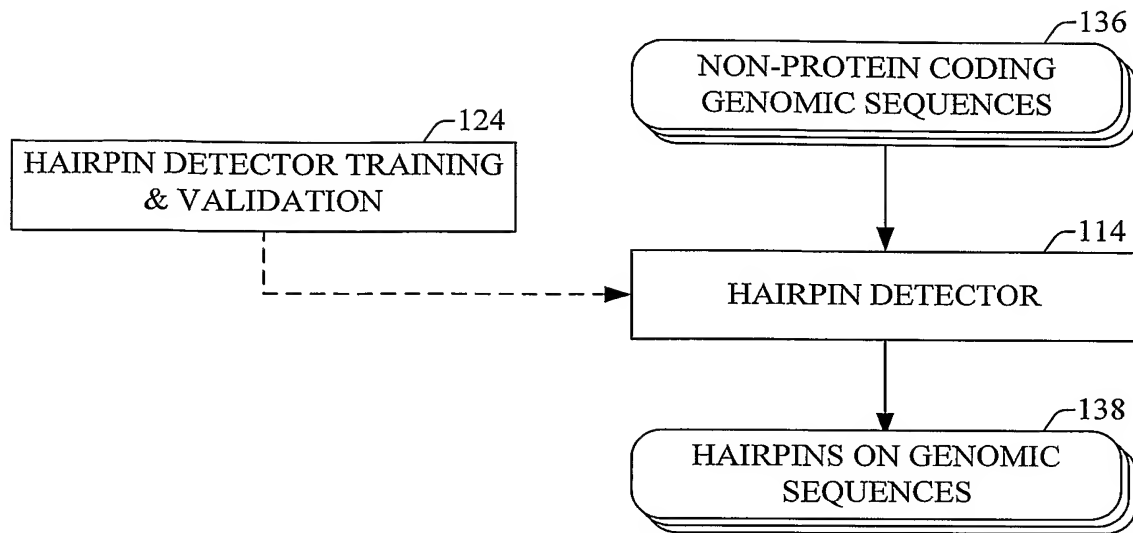 136
NON-PROTEIN CODING
GENOMIC SEQUENCES
124
HAIRPIN DETECTOR TRAINING
& VALIDATION
114
HAIRPIN DETECTOR
138
HAIRPINS ON GENOMIC
SEQUENCES